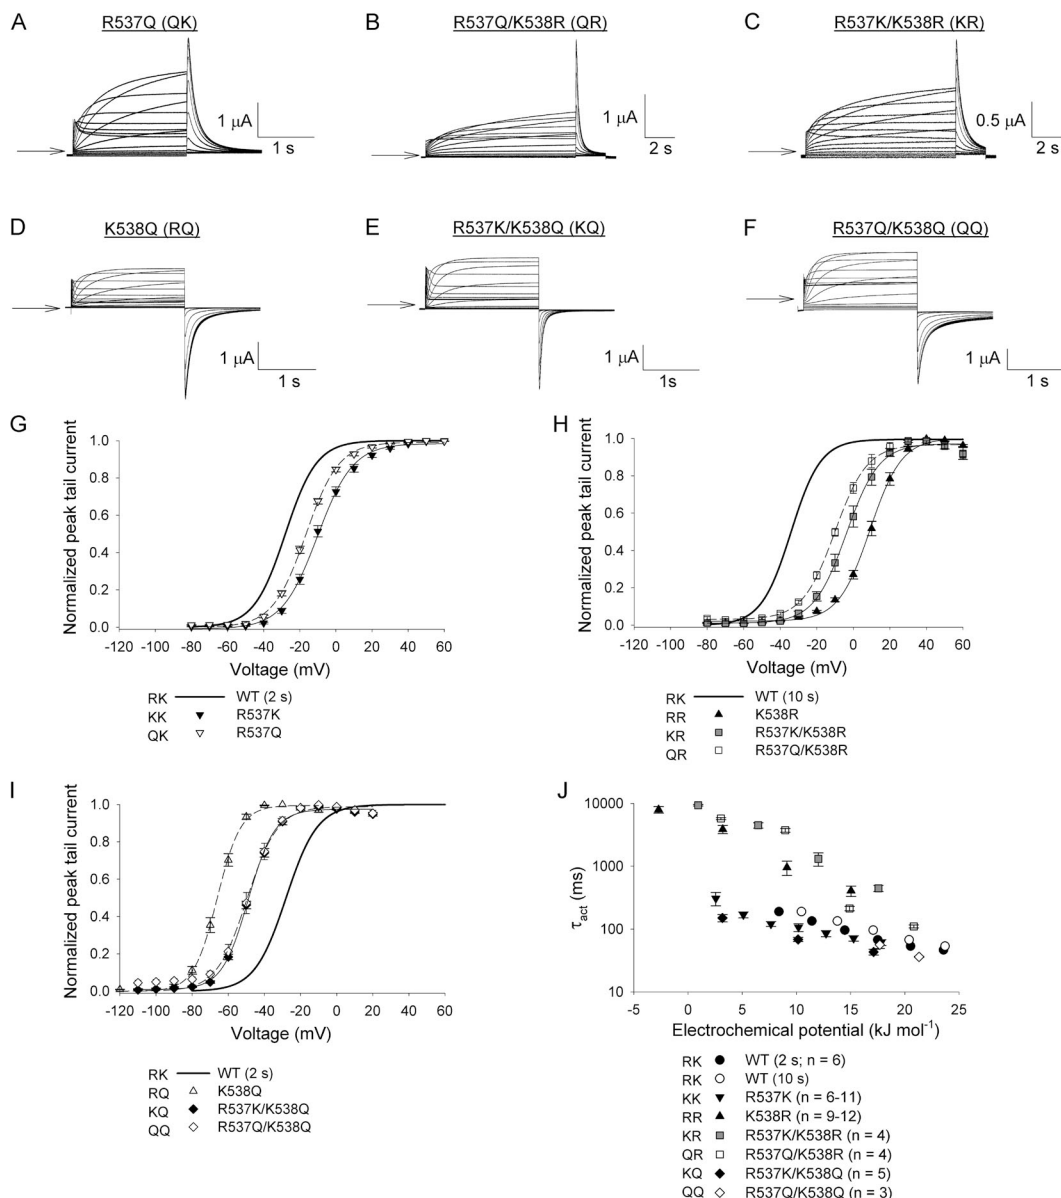 A
R537Q (QK)
1 μA
1 s
B
R537Q/K538R (QR)
1 μA
2 s
C
R537K/K538R (KR)
0.5 μA
2 s
D
K538Q (RQ)
1 μA
1 s
E
R537K/K538Q (KQ)
1 μA
1s
F
R537Q/K538Q (QQ)
1 μA
1 s
G
Normalized peak tail current
1.0
0.8
0.6
0.4
0.2
0.0
-120 -100 -80 -60 -40 -20 0 20 40 60
Voltage (mV)
RK WT (2 s)
KK R537K
QK R537Q
H
Normalized peak tail current
1.0
0.8
0.6
0.4
0.2
0.0
-120 -100 -80 -60 -40 -20 0 20 40 60
Voltage (mV)
RK WT (10 s)
RR K538R
KR R537K/K538R
QR R537Q/K538R
I
Normalized peak tail current
1.0
0.8
0.6
0.4
0.2
0.0
-120 -100 -80 -60 -40 -20 0 20 40 60
Voltage (mV)
RK WT (2 s)
RQ K538Q
KQ R537K/K538Q
QQ R537Q/K538Q
J
τact (ms)
10000
1000
100
10
-5 0 5 10 15 20 25
Electrochemical potential (kJ mol-1)
RK WT (2 s; n = 6)
RK WT (10 s)
KK R537K (n = 6-11)
RR K538R (n = 9-12)
KR R537K/K538R (n = 4)
QR R537Q/K538R (n = 4)
KQ R537K/K538Q (n = 5)
QQ R537Q/K538Q (n = 3)